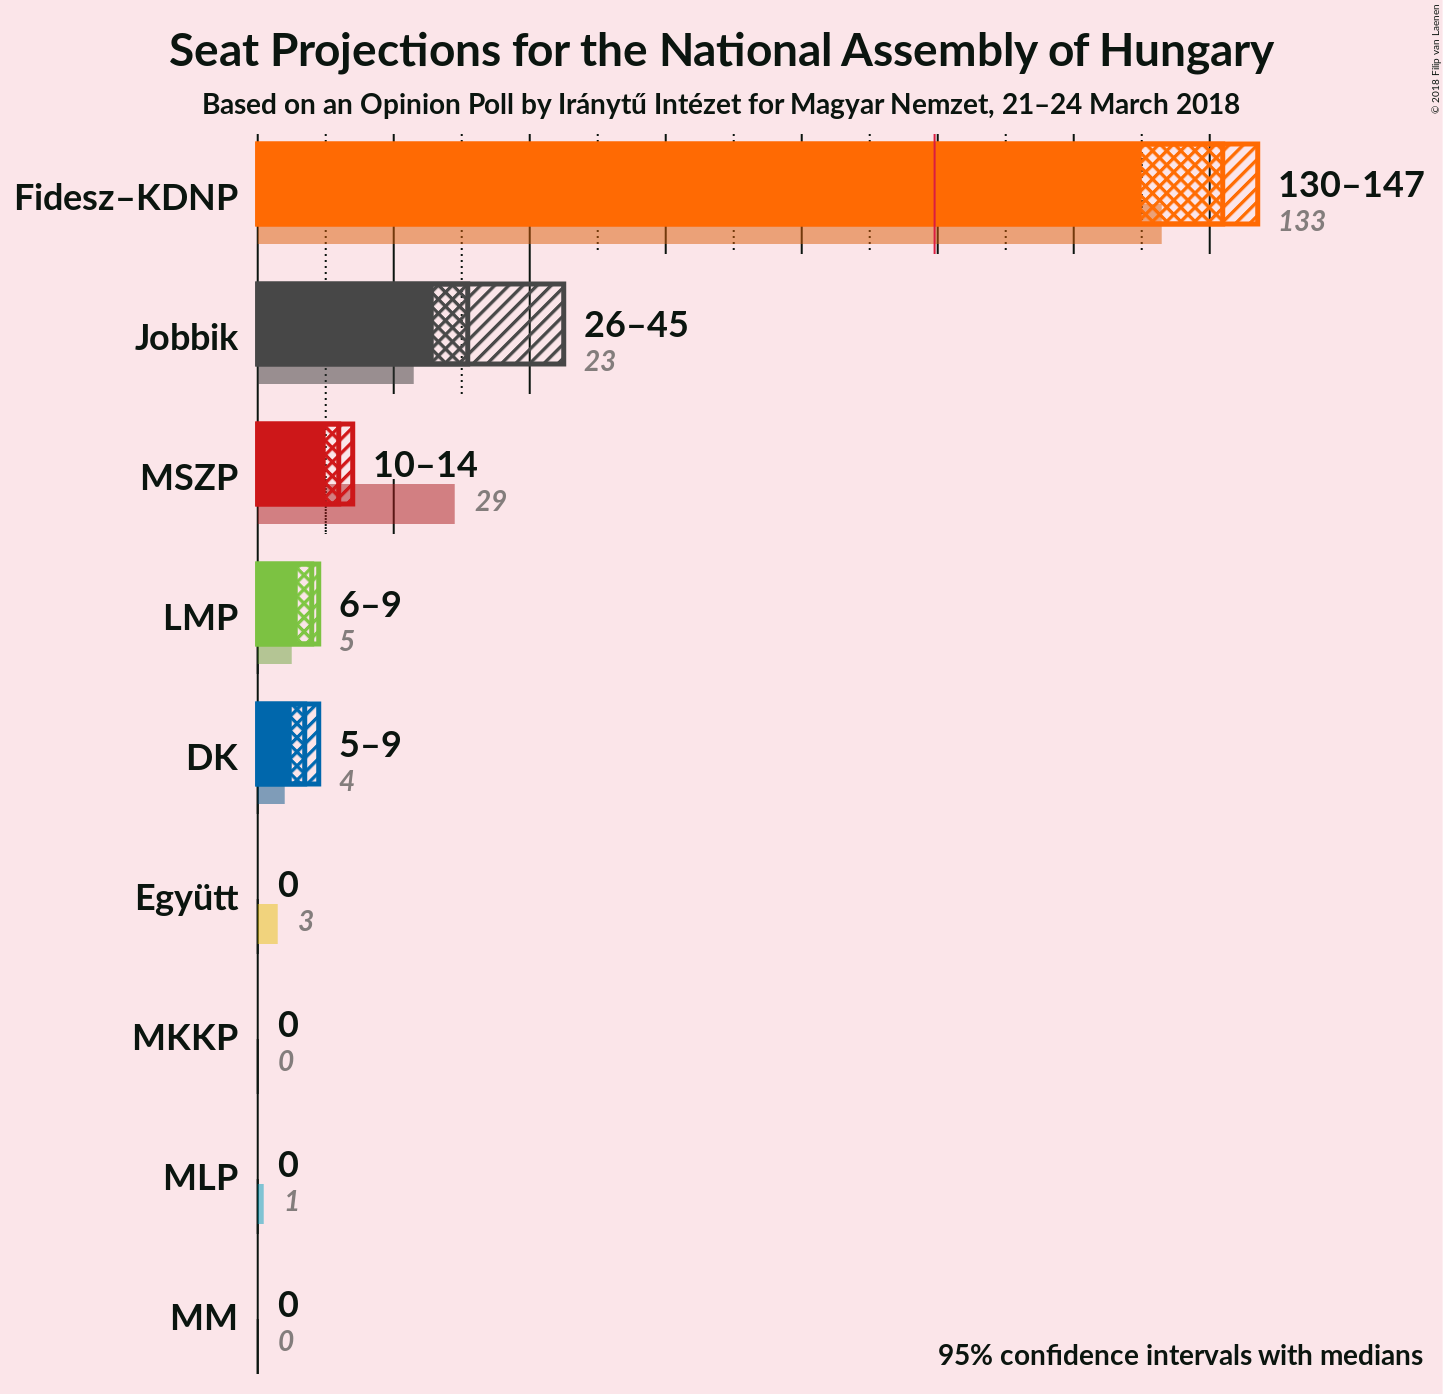 Seat Projections for the National Assembly of Hungary
Based on an Opinion Poll by Iránytű Intézet for Magyar Nemzet, 21–24 March 2018
© 2018 Filip van Laenen
Fidesz–KDNP
130–147
133
Jobbik
26–45
23
MSZP
10–14
29
LMP
6–9
5
DK
5–9
4
Együtt
0
3
MKKP
0
0
MLP
0
1
MM
0
0
95% confidence intervals with medians